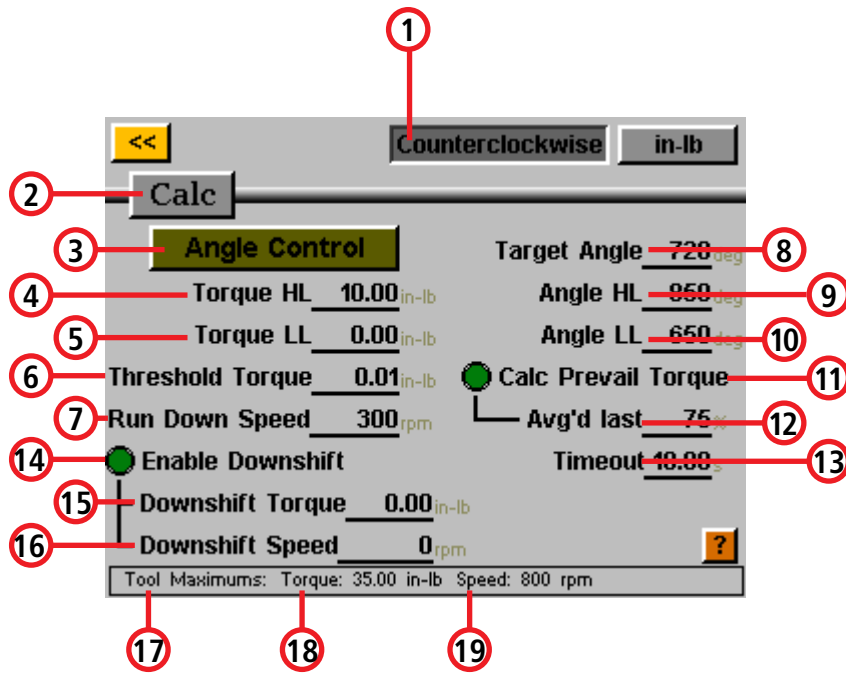 1
<< Counterclockwise in-lb
2 Calc
3 Angle Control Target Angle 720 deg 8
4 Torque HL 10.00 in-lb Angle HL 850 deg 9
5 Torque LL 0.00 in-lb Angle LL 650 deg 10
6 Threshold Torque 0.01 in-lb Calc Prevail Torque 11
7 Run Down Speed 300 rpm Avg'd last 75 % 12
14 Enable Downshift Timeout 10.00 s 13
15 Downshift Torque 0.00 in-lb
16 Downshift Speed 0 rpm ?
Tool Maximums: Torque: 35.00 in-lb Speed: 800 rpm
17 18 19